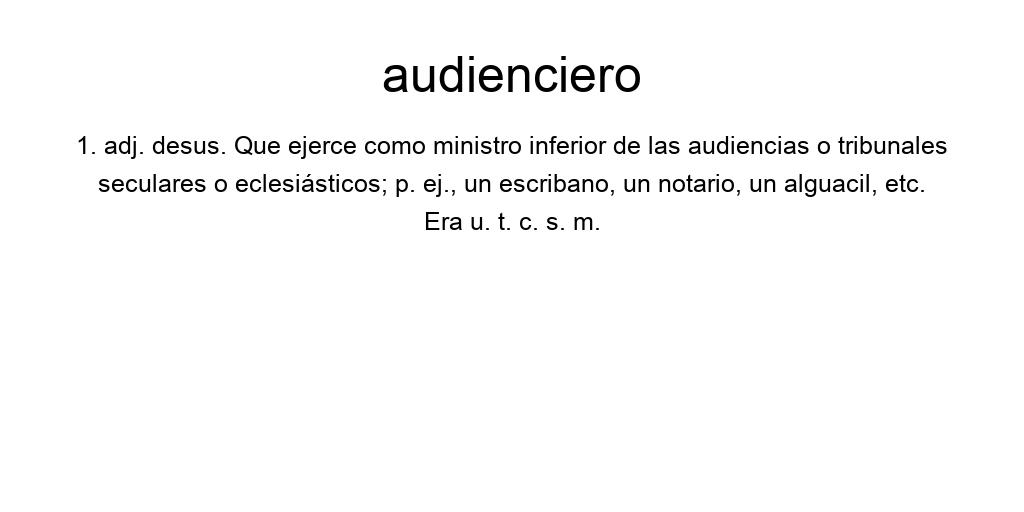 audienciero
1. adj. desus. Que ejerce como ministro inferior de las audiencias o tribunales
seculares o eclesiásticos; p. ej., un escribano, un notario, un alguacil, etc.
Era u. t. c. s. m.